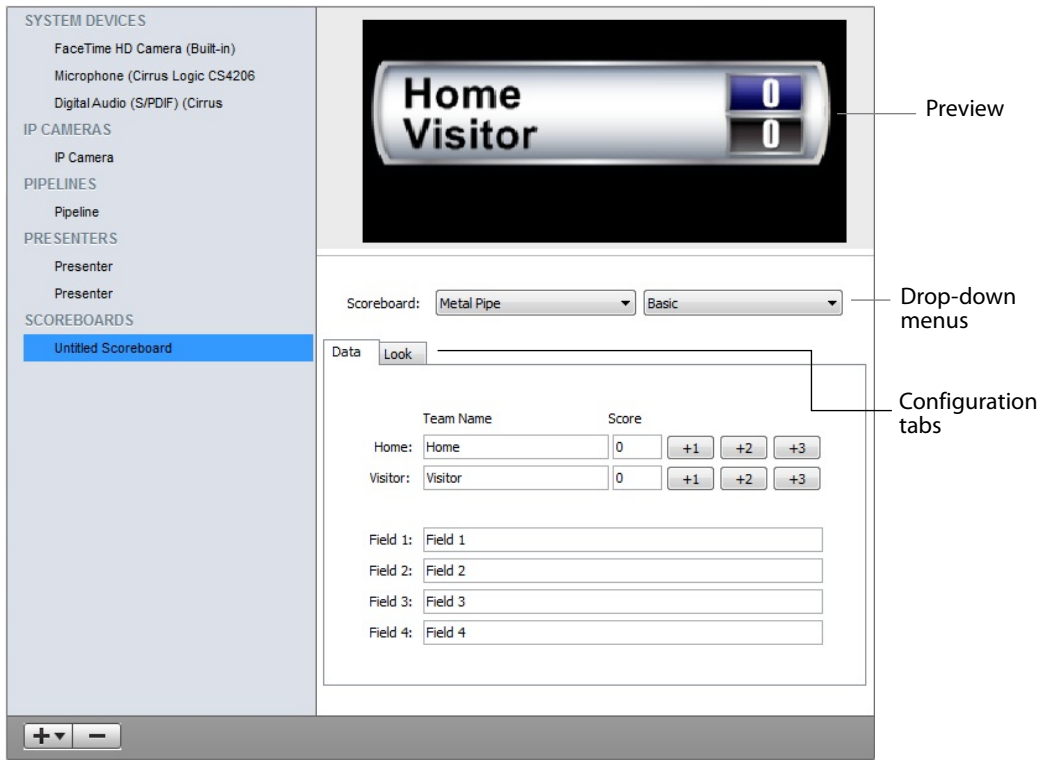 SYSTEM DEVICES
FaceTime HD Camera (Built-in)
Microphone (Cirrus Logic CS4206
Digital Audio (S/PDIF) (Cirrus
IP CAMERAS
IP Camera
PIPELINES
Pipeline
PRESENTERS
Presenter
Presenter
SCOREBOARDS
Untitled Scoreboard
Home 0
Visitor 0
Preview
Scoreboard: Metal Pipe Basic
Drop-down
menus
Data Look
Configuration
tabs
Team Name Score
Home: Home 0 +1 +2 +3
Visitor: Visitor 0 +1 +2 +3
Field 1: Field 1
Field 2: Field 2
Field 3: Field 3
Field 4: Field 4